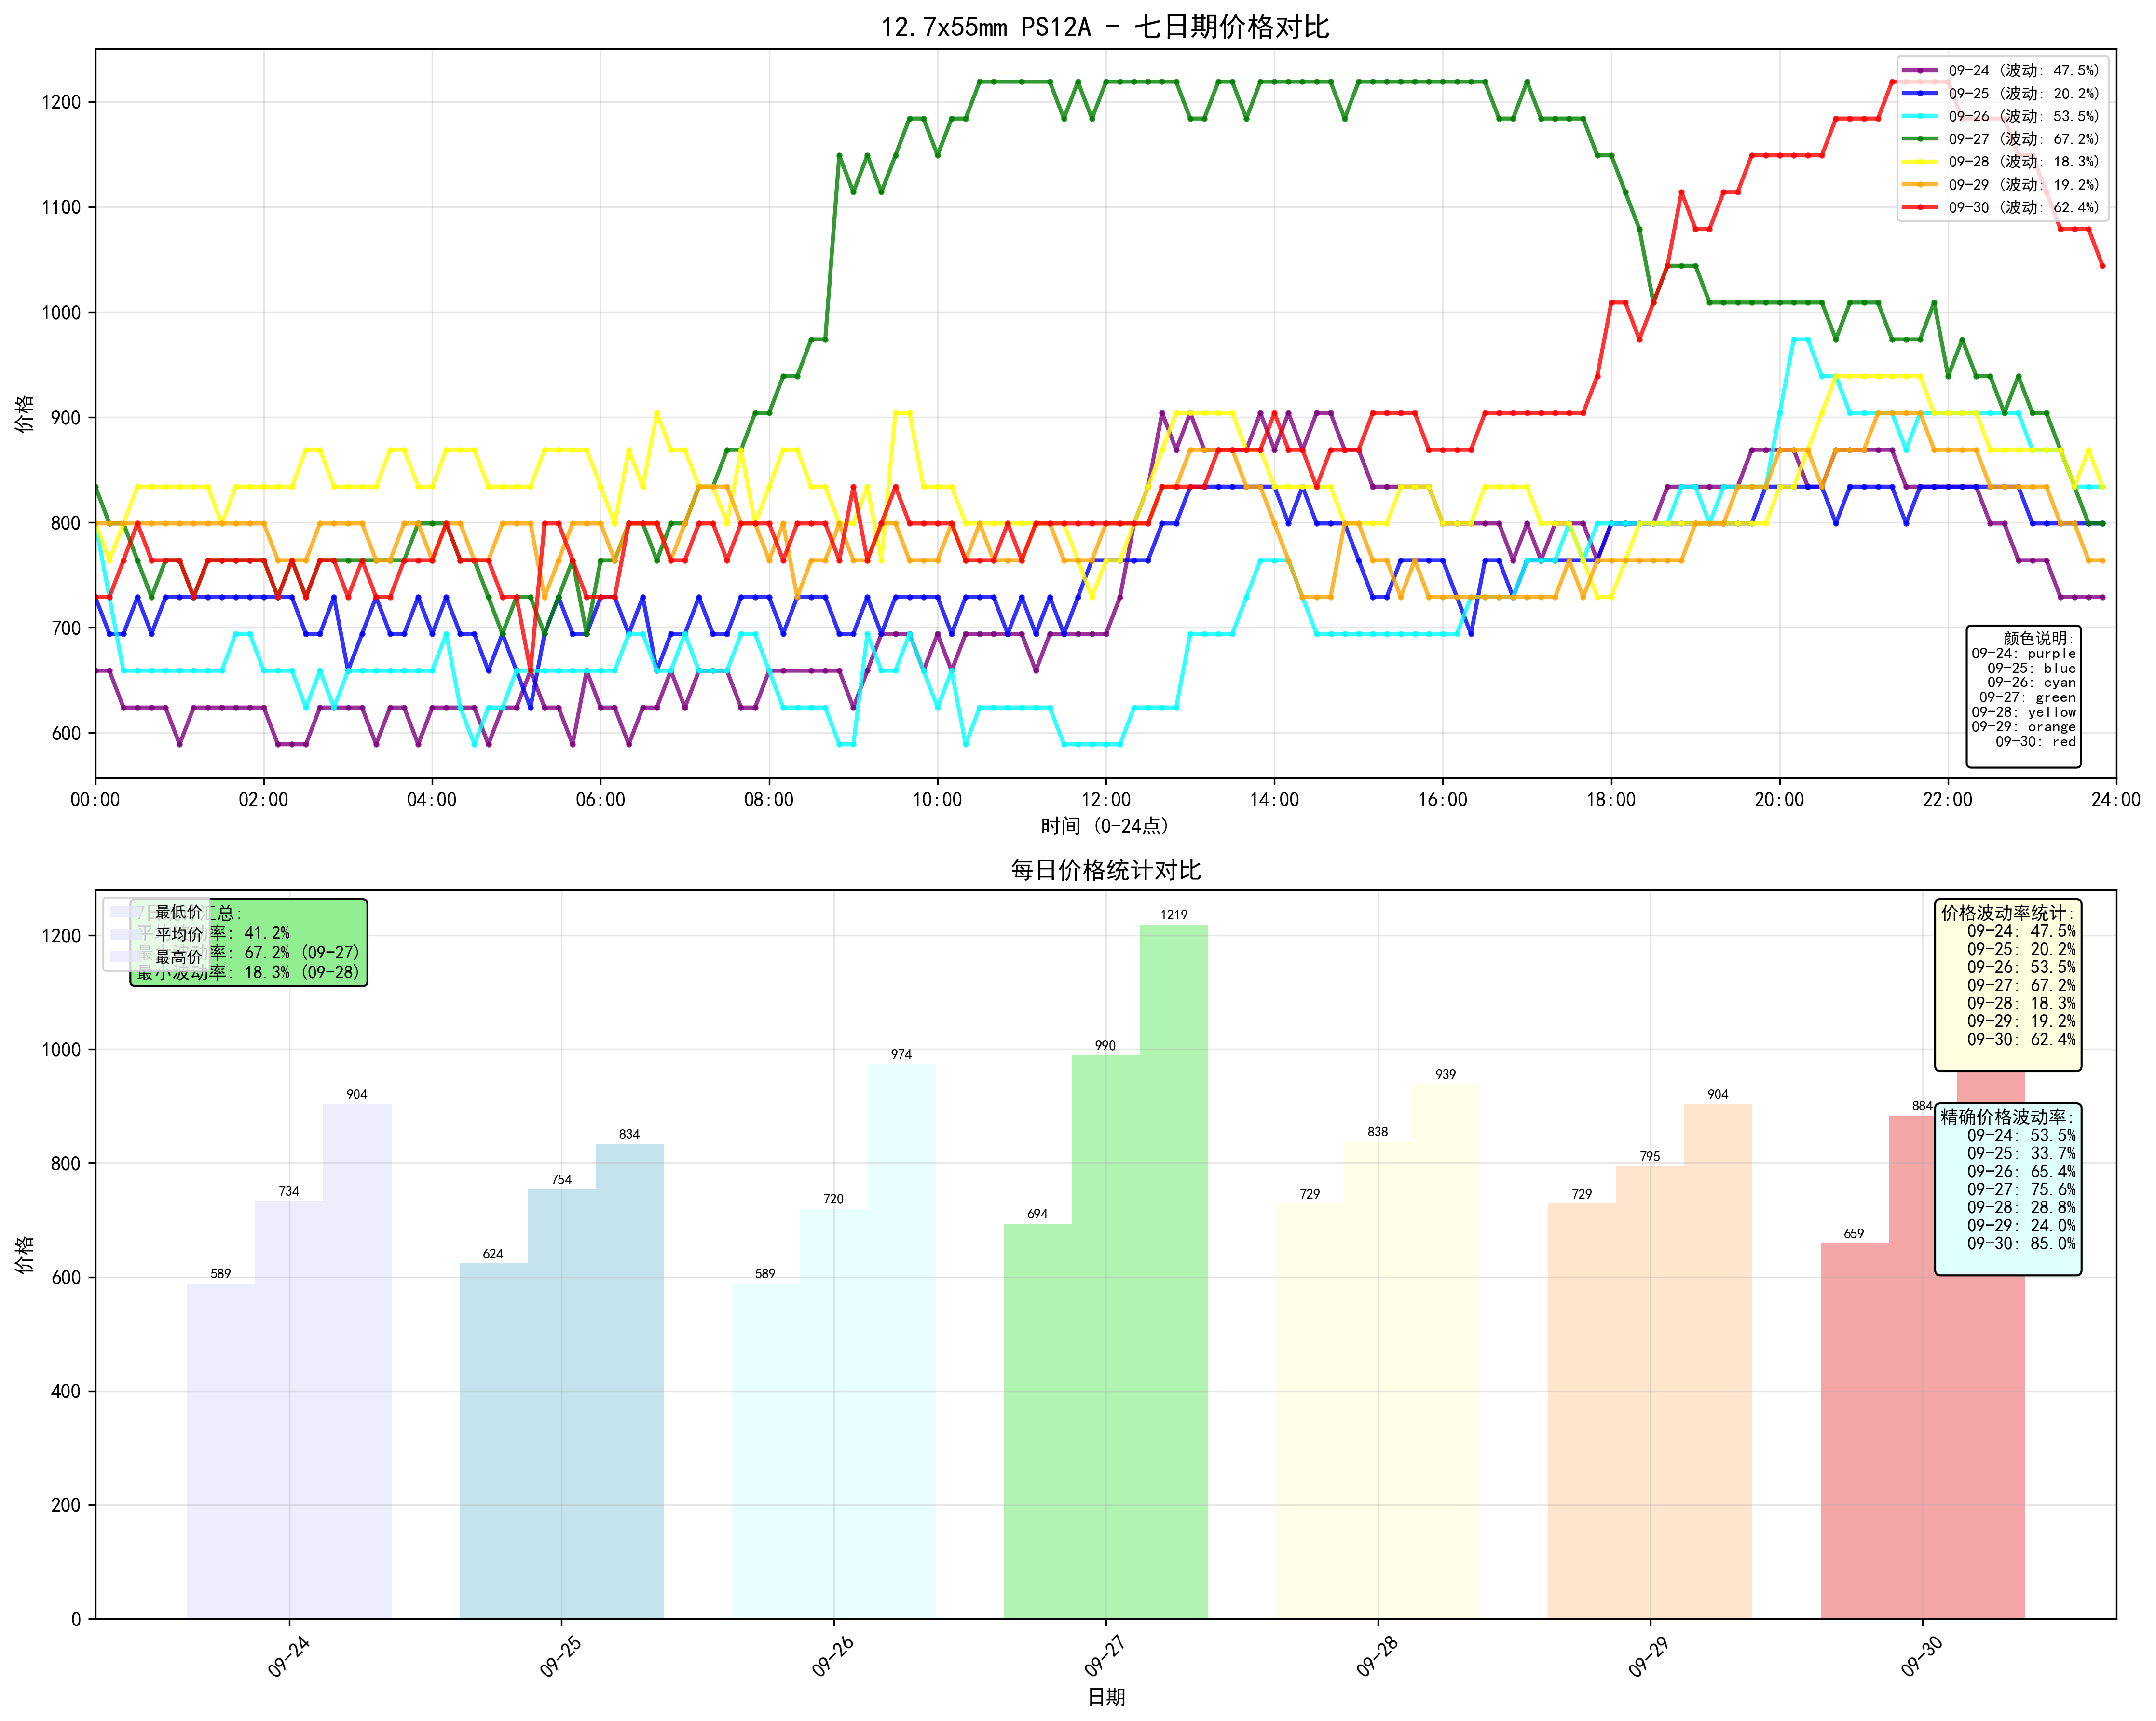 12.7x55mm PS12A - 七日期价格对比
价格
1200
1100
1000
900
800
700
600
09-24 (波动: 47.5%)
09-25 (波动: 20.2%)
09-26 (波动: 53.5%)
09-27 (波动: 67.2%)
09-28 (波动: 18.3%)
09-29 (波动: 19.2%)
09-30 (波动: 62.4%)
颜色说明:
09-24: purple
09-25: blue
09-26: cyan
09-27: green
09-28: yellow
09-29: orange
09-30: red
00:00 02:00 04:00 06:00 08:00 10:00 12:00 14:00 16:00 18:00 20:00 22:00 24:00
时间 (0-24点)
每日价格统计对比
价格
1200
1000
800
600
400
200
0
最低价
平均价
最高价
汇总:
率: 41.2%
率: 67.2% (09-27)
最小波动率: 18.3% (09-28)
价格波动率统计:
09-24: 47.5%
09-25: 20.2%
09-26: 53.5%
09-27: 67.2%
09-28: 18.3%
09-29: 19.2%
09-30: 62.4%
精确价格波动率:
09-24: 53.5%
09-25: 33.7%
09-26: 65.4%
09-27: 75.6%
09-28: 28.8%
09-29: 24.0%
09-30: 85.0%
589 734 904
624 754 834
589 720 974
694 990 1219
729 838 939
729 795 904
659 884
09-24 09-25 09-26 09-27 09-28 09-29 09-30
日期